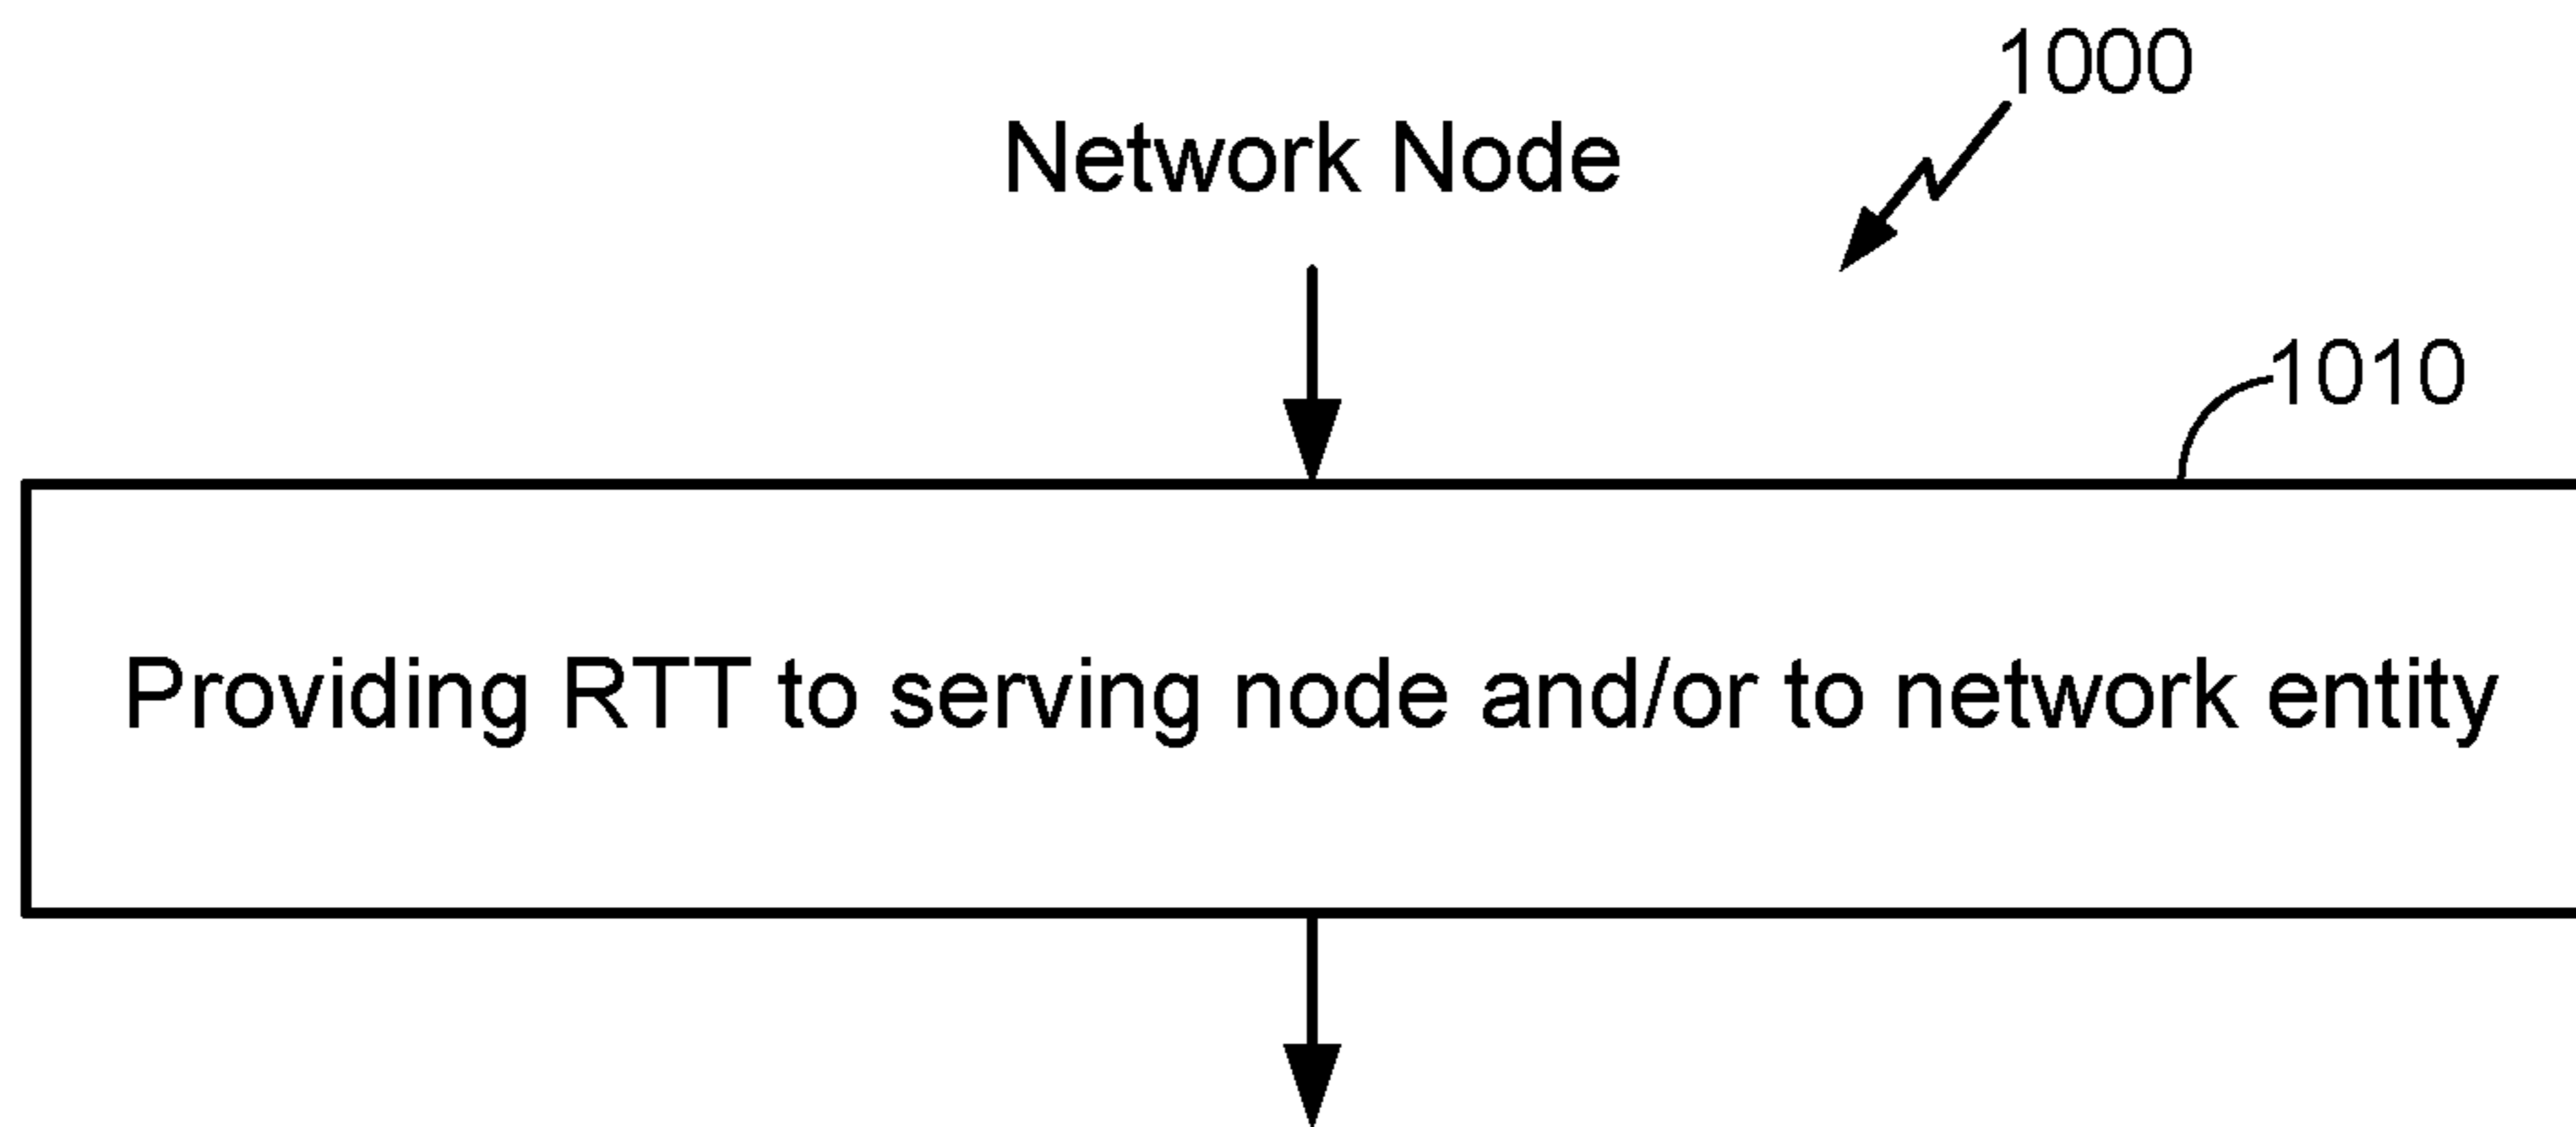 1000
Network Node
1010
Providing RTT to serving node and/or to network entity